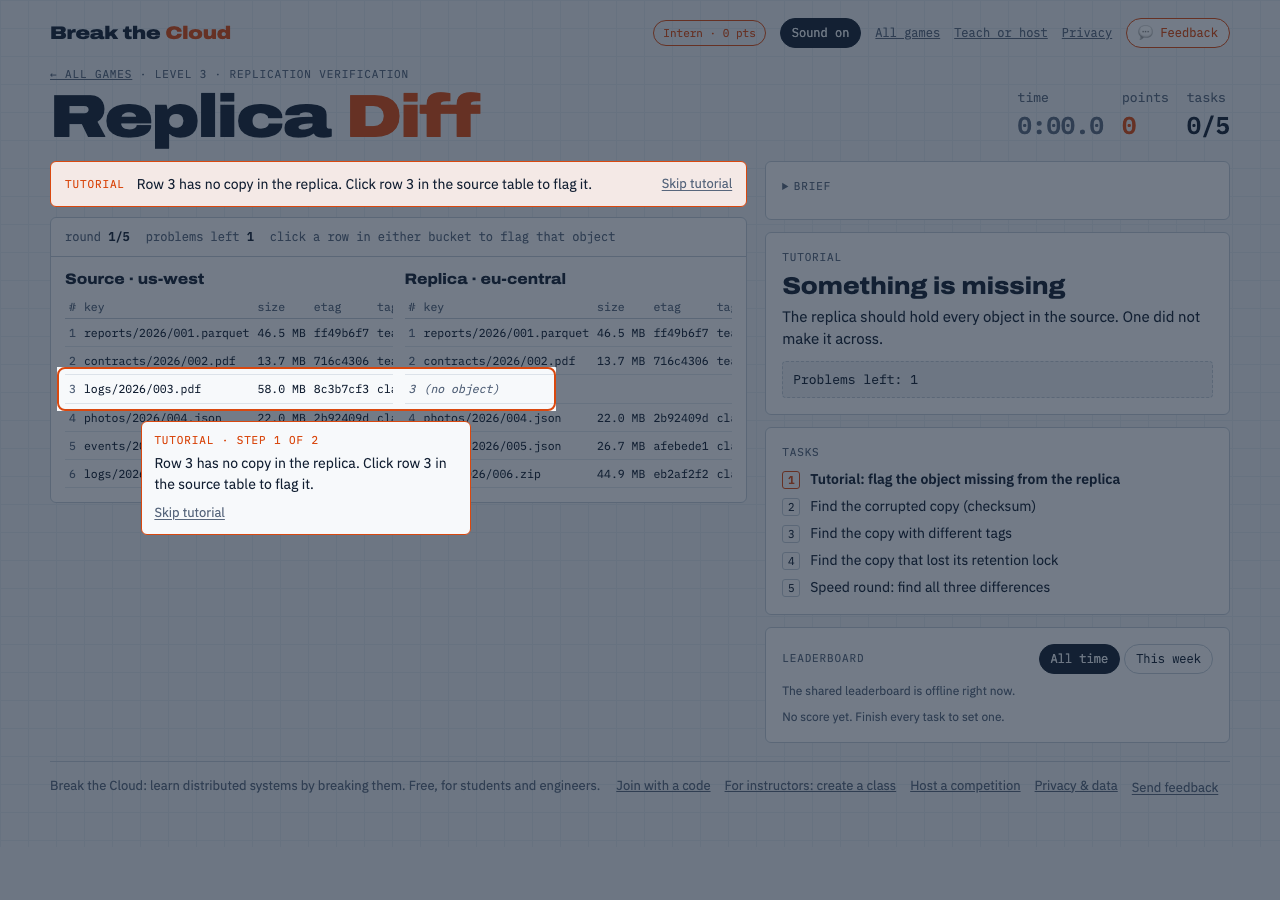 Break the Cloud
Intern · 0 pts
Sound on
All games
Teach or host
Privacy
💬 Feedback
← ALL GAMES · LEVEL 3 · REPLICATION VERIFICATION
Replica Diff
time
0:00.0
points
0
tasks
0/5
TUTORIAL Row 3 has no copy in the replica. Click row 3 in the source table to flag it. Skip tutorial
round 1/5 problems left 1 click a row in either bucket to flag that object
Source · us-west
# key size etag
1 reports/2026/001.parquet 46.5 MB ff49b6f7
2 contracts/2026/002.pdf 13.7 MB 716c4306
3 logs/2026/003.pdf 58.0 MB 8c3b7cf3
4 photos/2026/004.json 22.0 MB 2b92409d
5
6
Replica · eu-central
# key size etag
1 reports/2026/001.parquet 46.5 MB ff49b6f7
2 contracts/2026/002.pdf 13.7 MB 716c4306
3 (no object)
4 photos/2026/004.json 22.0 MB 2b92409d
26.7 MB afebede1
44.9 MB eb2af2f2
TUTORIAL · STEP 1 OF 2
Row 3 has no copy in the replica. Click row 3 in
the source table to flag it.
Skip tutorial
▶ BRIEF
TUTORIAL
Something is missing
The replica should hold every object in the source. One did not
make it across.
Problems left: 1
TASKS
1 Tutorial: flag the object missing from the replica
2 Find the corrupted copy (checksum)
3 Find the copy with different tags
4 Find the copy that lost its retention lock
5 Speed round: find all three differences
LEADERBOARD
All time
This week
The shared leaderboard is offline right now.
No score yet. Finish every task to set one.
Break the Cloud: learn distributed systems by breaking them. Free, for students and engineers. Join with a code For instructors: create a class Host a competition Privacy & data Send feedback